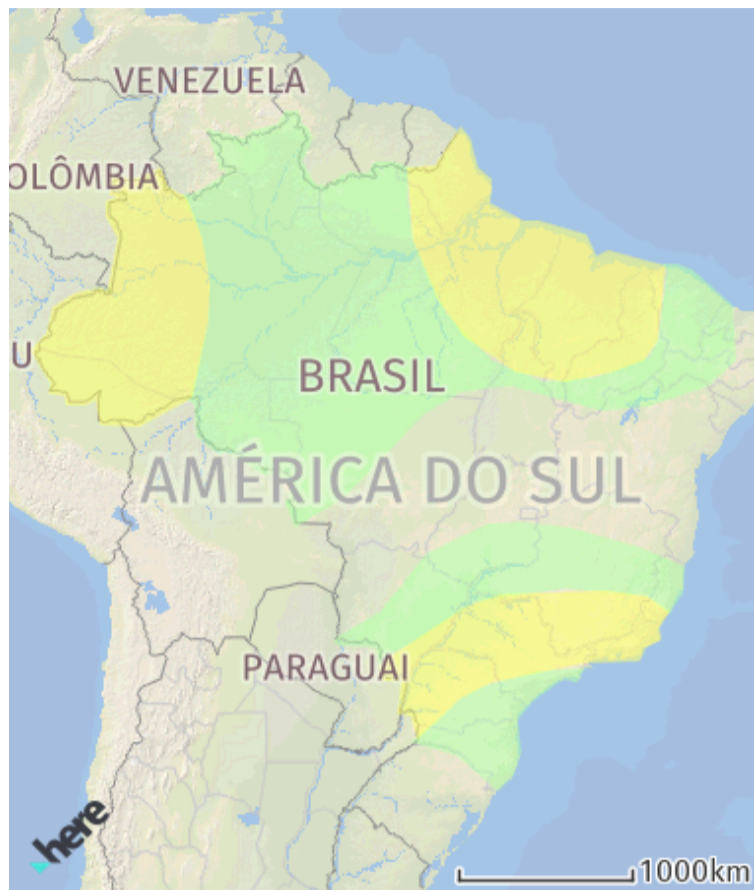 VENEZUELA
OLÔMBIA
U
BRASIL
AMÉRICA DO SUL
PARAGUAI
here
1000km